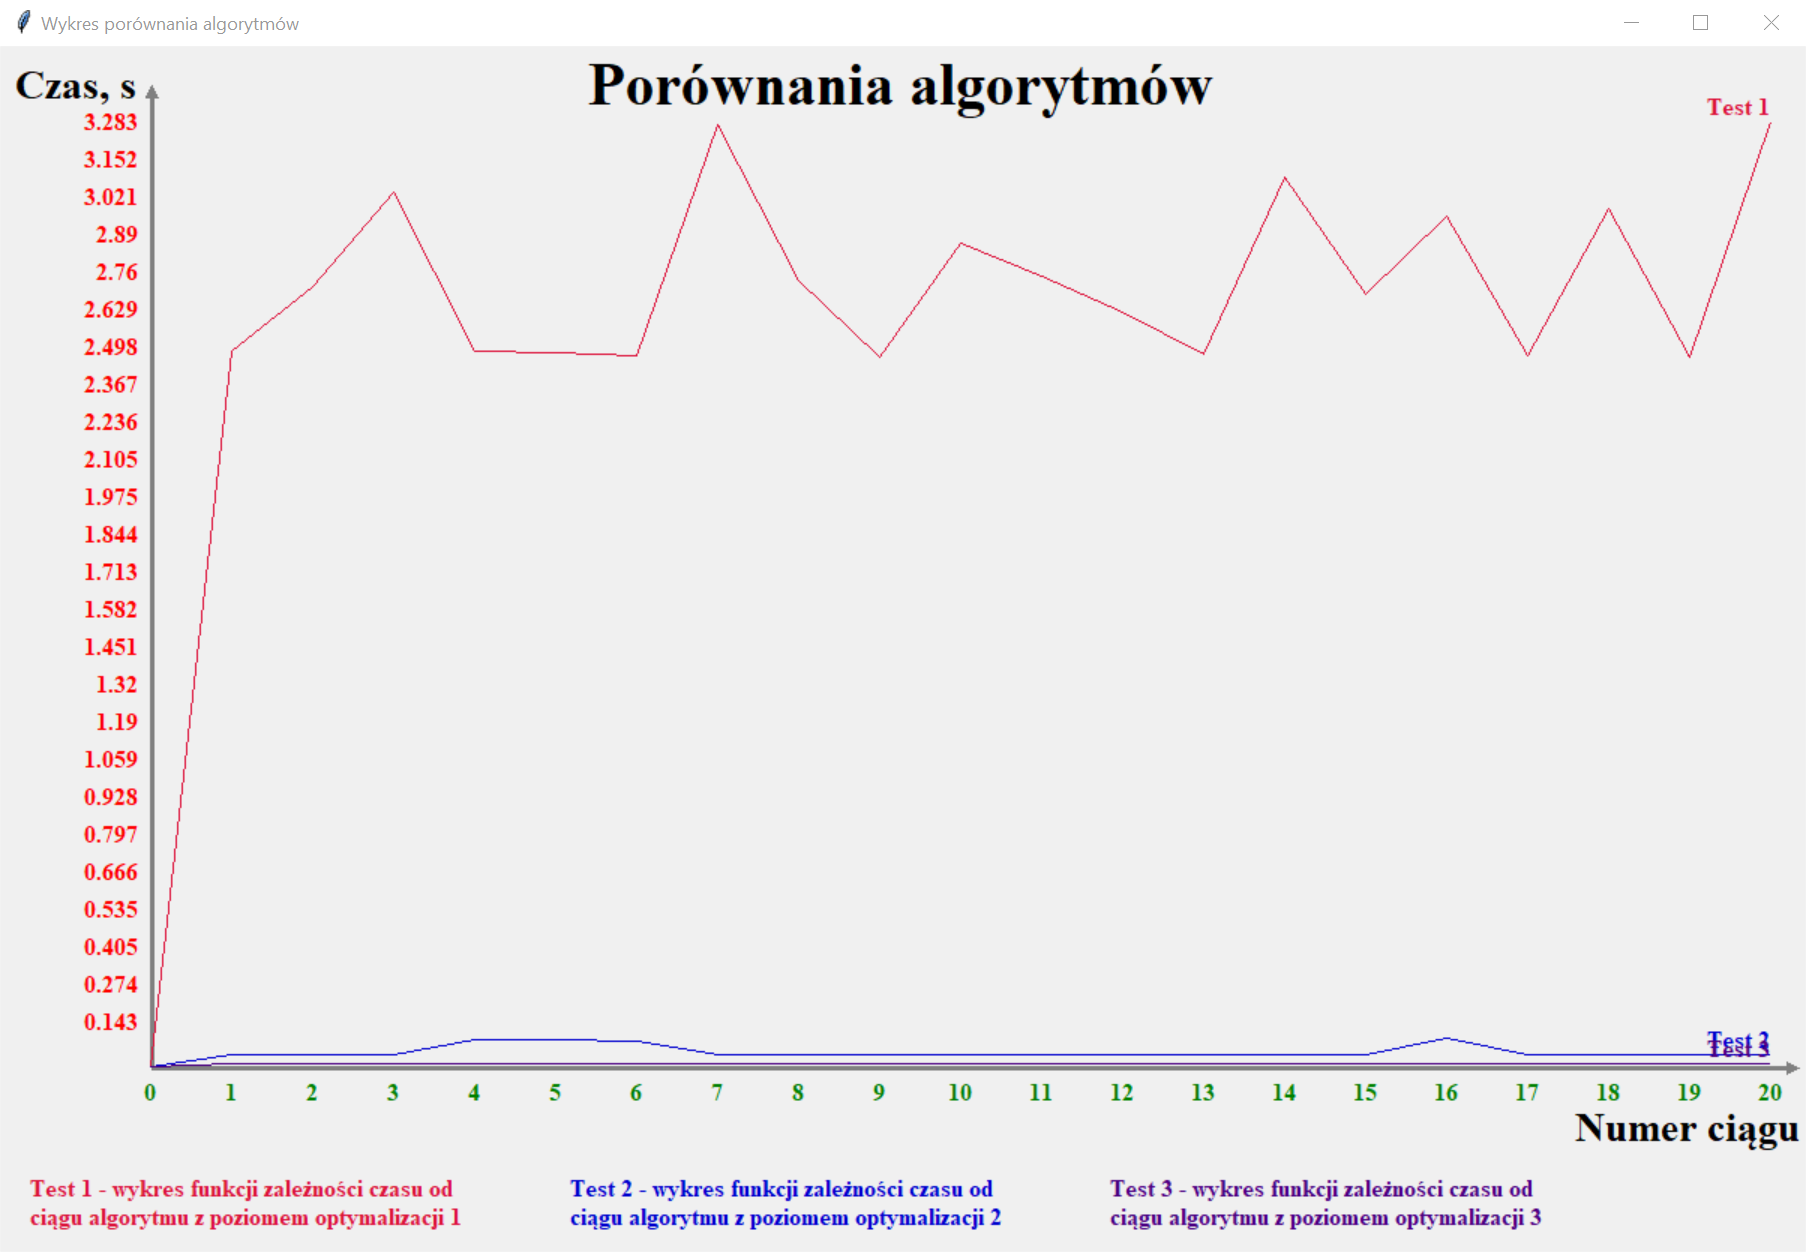 Wykres porównania algorytmów
Porównania algorytmów
Czas, s
Test 1
3.283
3.152
3.021
2.89
2.76
2.629
2.498
2.367
2.236
2.105
1.975
1.844
1.713
1.582
1.451
1.32
1.19
1.059
0.928
0.797
0.666
0.535
0.405
0.274
0.143
Test 2
Test 3
0 1 2 3 4 5 6 7 8 9 10 11 12 13 14 15 16 17 18 19 20
Numer ciągu
Test 1 - wykres funkcji zależności czasu od
ciągu algorytmu z poziomem optymalizacji 1
Test 2 - wykres funkcji zależności czasu od
ciągu algorytmu z poziomem optymalizacji 2
Test 3 - wykres funkcji zależności czasu od
ciągu algorytmu z poziomem optymalizacji 3